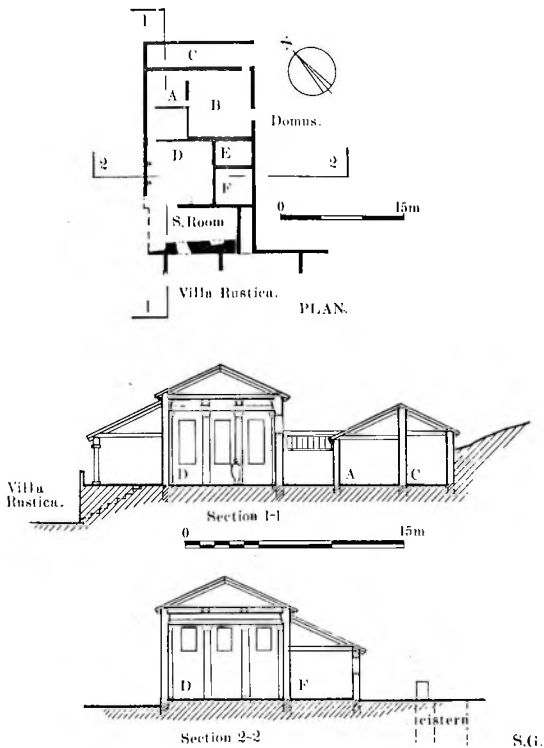 1
C
N.
A
B
Domus.
D
E
2
2
F
0 15m
S. Room
1
Villa Rustica.
PLAN.
D
A
C
Villa
Rustica.
Section 1-1
0 15m
D
F
cistern
Section 2-2
S.G.